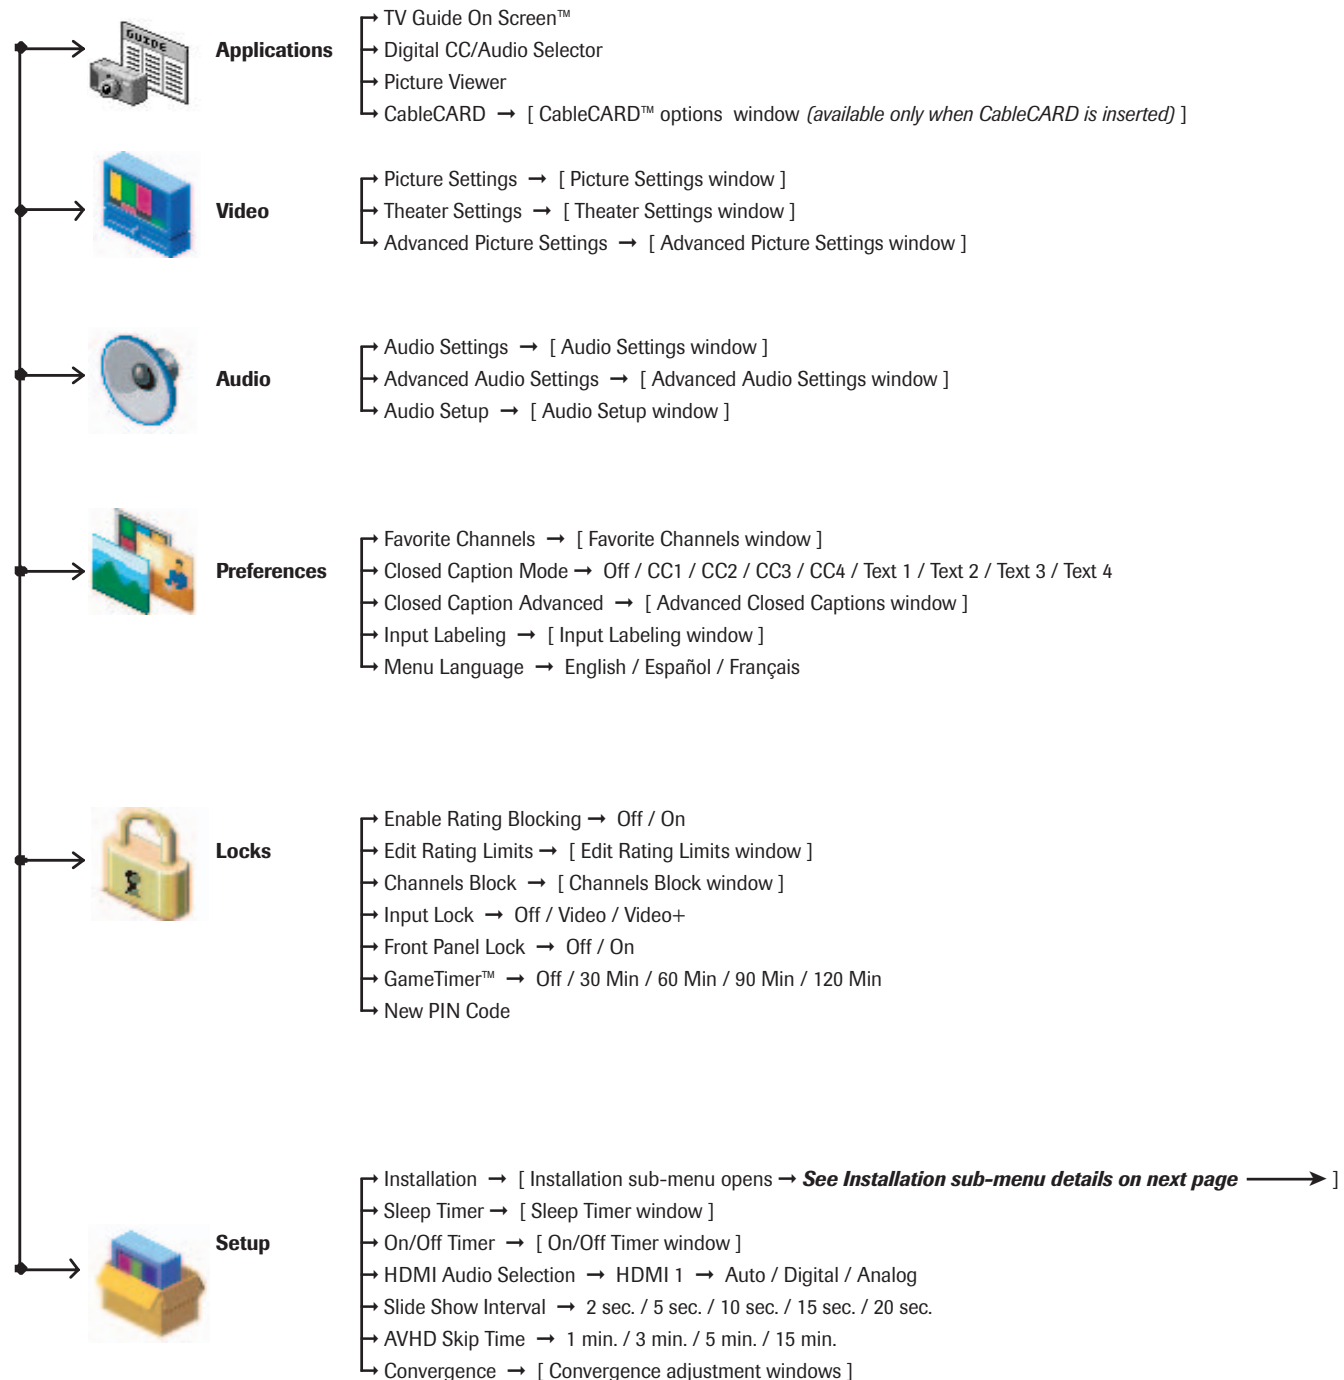 GUIDE
Applications
TV Guide On Screen™
Digital CC/Audio Selector
Picture Viewer
CableCARD → [ CableCARD™ options window (available only when CableCARD is inserted) ]
Video
Picture Settings → [ Picture Settings window ]
Theater Settings → [ Theater Settings window ]
Advanced Picture Settings → [ Advanced Picture Settings window ]
Audio
Audio Settings → [ Audio Settings window ]
Advanced Audio Settings → [ Advanced Audio Settings window ]
Audio Setup → [ Audio Setup window ]
Preferences
Favorite Channels → [ Favorite Channels window ]
Closed Caption Mode → Off / CC1 / CC2 / CC3 / CC4 / Text 1 / Text 2 / Text 3 / Text 4
Closed Caption Advanced → [ Advanced Closed Captions window ]
Input Labeling → [ Input Labeling window ]
Menu Language → English / Español / Français
Locks
Enable Rating Blocking → Off / On
Edit Rating Limits → [ Edit Rating Limits window ]
Channels Block → [ Channels Block window ]
Input Lock → Off / Video / Video+
Front Panel Lock → Off / On
GameTimer™ → Off / 30 Min / 60 Min / 90 Min / 120 Min
New PIN Code
Setup
Installation → [ Installation sub-menu opens → See Installation sub-menu details on next page → ]
Sleep Timer → [ Sleep Timer window ]
On/Off Timer → [ On/Off Timer window ]
HDMI Audio Selection → HDMI 1 → Auto / Digital / Analog
Slide Show Interval → 2 sec. / 5 sec. / 10 sec. / 15 sec. / 20 sec.
AVHD Skip Time → 1 min. / 3 min. / 5 min. / 15 min.
Convergence → [ Convergence adjustment windows ]